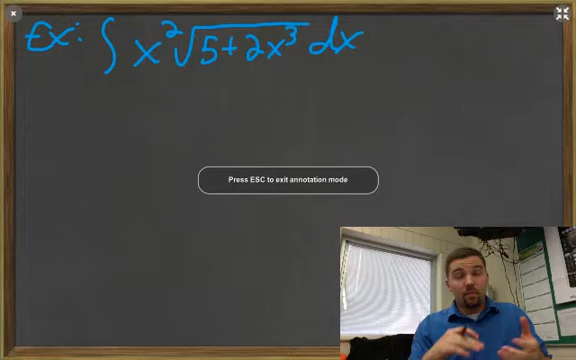 Ex: ∫ x²√(5+2x³) dx
Press ESC to exit annotation mode